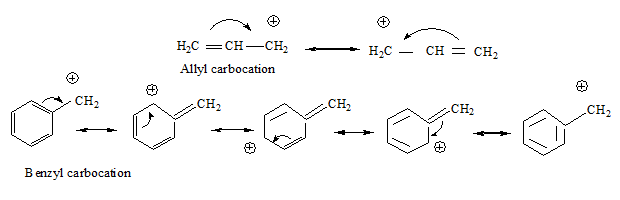 ⊕ ⊕
H₂C = CH — CH₂ H₂C — CH = CH₂
Allyl carbocation
⊕ ⊕ ⊕ ⊕ ⊕
CH₂ CH₂ CH₂ CH₂ CH₂
Benzyl carbocation